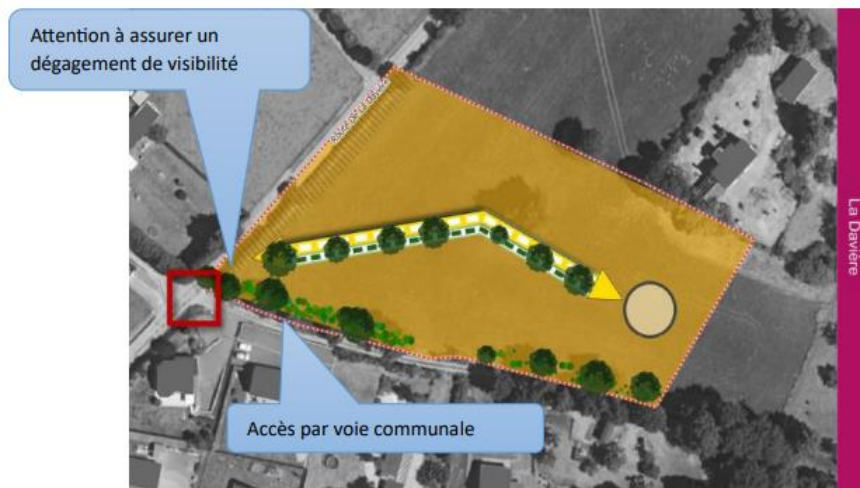 Attention à assurer un
dégagement de visibilité
La Davière
Accès par voie communale